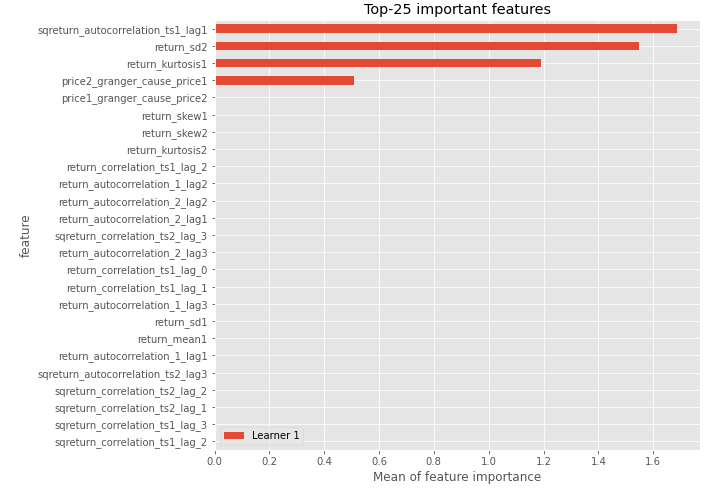 Top-25 important features
sqreturn_autocorrelation_ts1_lag1
return_sd2
return_kurtosis1
price2_granger_cause_price1
price1_granger_cause_price2
return_skew1
return_skew2
return_kurtosis2
return_correlation_ts1_lag_2
return_autocorrelation_1_lag2
return_autocorrelation_2_lag2
return_autocorrelation_2_lag1
sqreturn_correlation_ts2_lag_3
return_autocorrelation_2_lag3
return_correlation_ts1_lag_0
return_correlation_ts1_lag_1
return_autocorrelation_1_lag3
return_sd1
return_mean1
return_autocorrelation_1_lag1
sqreturn_autocorrelation_ts2_lag3
sqreturn_correlation_ts2_lag_2
sqreturn_correlation_ts2_lag_1
sqreturn_correlation_ts1_lag_3
sqreturn_correlation_ts1_lag_2
feature
Learner 1
0.0 0.2 0.4 0.6 0.8 1.0 1.2 1.4 1.6
Mean of feature importance